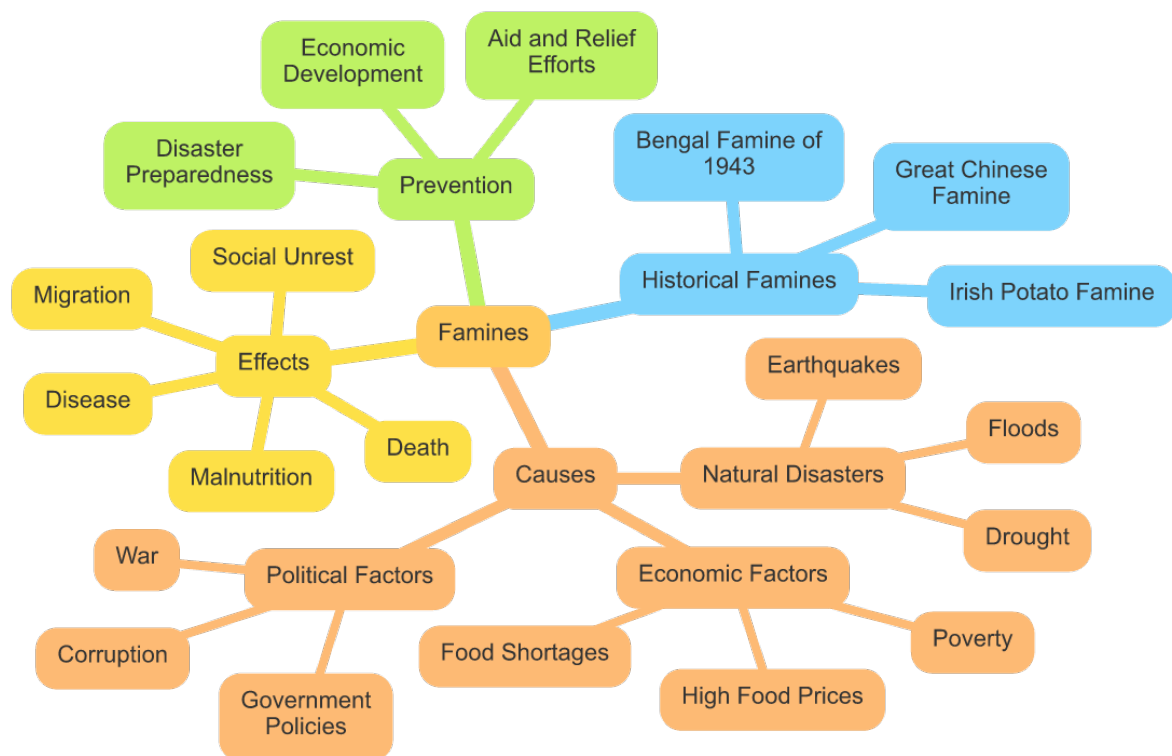 Economic
Development
Aid and Relief
Efforts
Disaster
Preparedness
Prevention
Bengal Famine of
1943
Great Chinese
Famine
Historical Famines
Irish Potato Famine
Social Unrest
Migration
Effects
Disease
Malnutrition
Death
Famines
Causes
Earthquakes
Floods
Natural Disasters
Drought
War
Political Factors
Corruption
Government
Policies
Economic Factors
Food Shortages
High Food Prices
Poverty